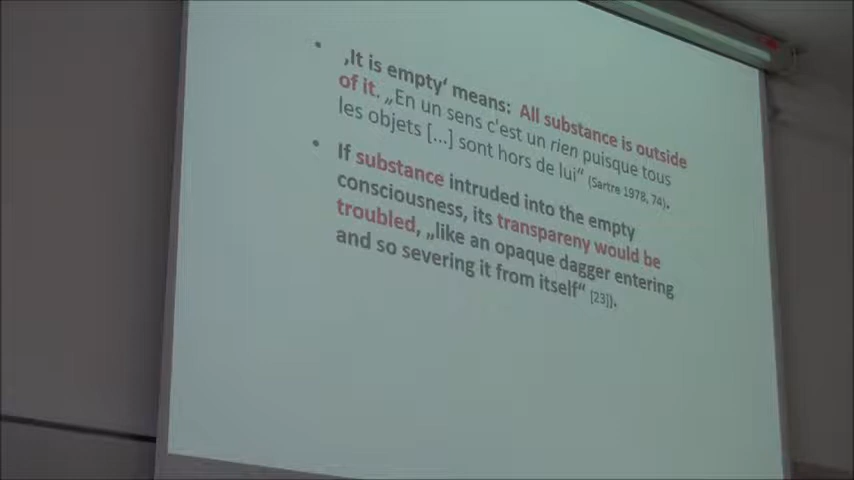 • ‚It is empty‘ means: All substance is outside
of it. „En un sens c'est un rien puisque tous
les objets [...] sont hors de lui“ (Sartre 1978, 74).
• If substance intruded into the empty
consciousness, its transpareny would be
troubled, „like an opaque dagger entering
and so severing it from itself“ [23]).